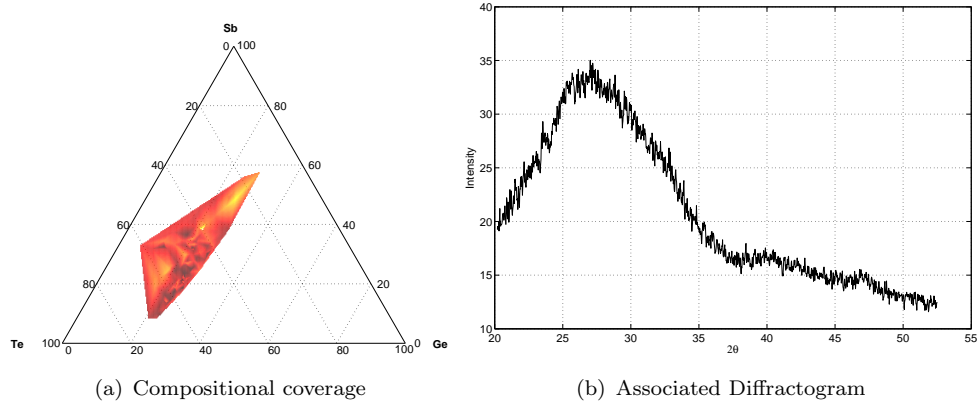 Sb
0 100
20 80
40 60
60 40
80 20
Te 100 0 20 40 60 80 100 0 Ge
(a) Compositional coverage
40
35
30
25
20
15
10
Intensity
20 25 30 35 40 45 50 55
2θ
(b) Associated Diffractogram